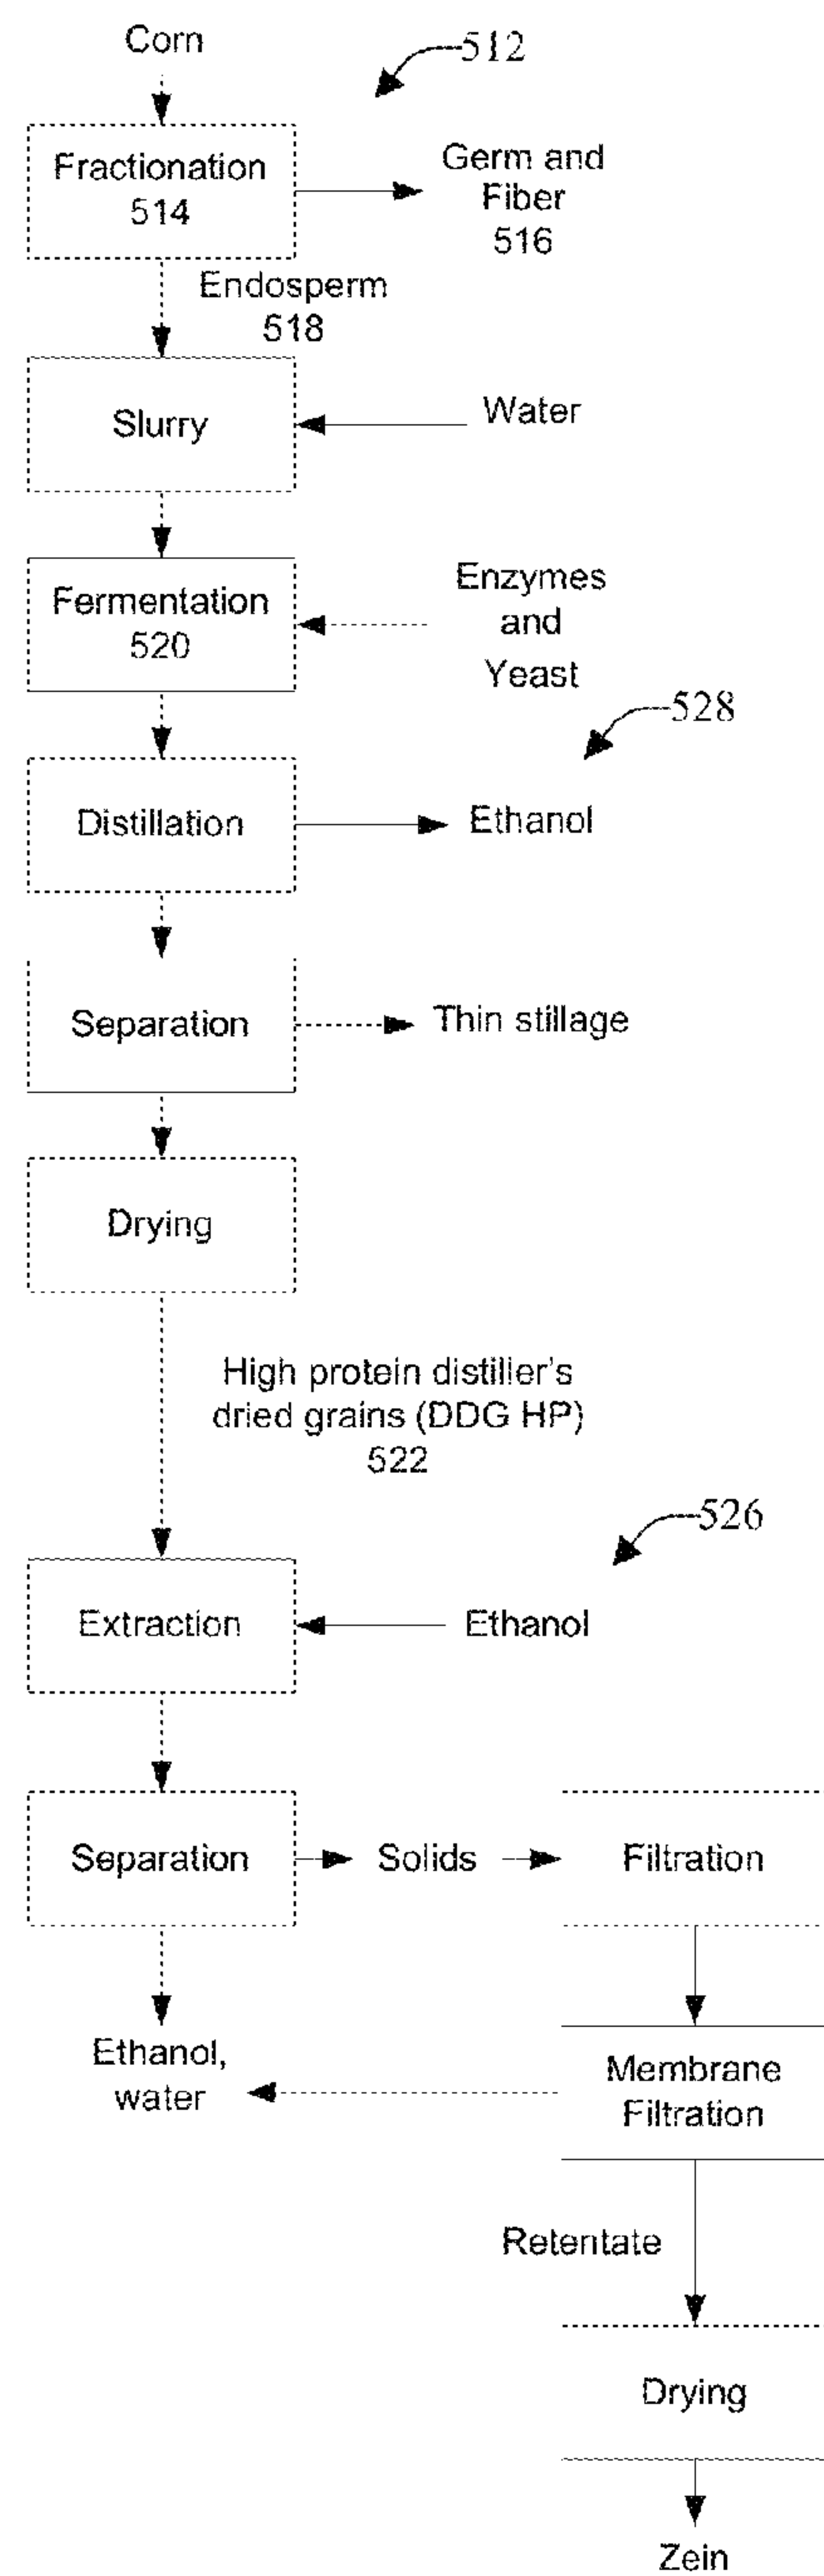 Corn
512
Fractionation
514
Germ and
Fiber
516
Endosperm
518
Slurry
Water
Fermentation
520
Enzymes
and
Yeast
528
Distillation
Ethanol
Separation
Thin stillage
Drying
High protein distiller's
dried grains (DDG HP)
522
526
Extraction
Ethanol
Separation
Solids
Filtration
Ethanol,
water
Membrane
Filtration
Retentate
Drying
Zein